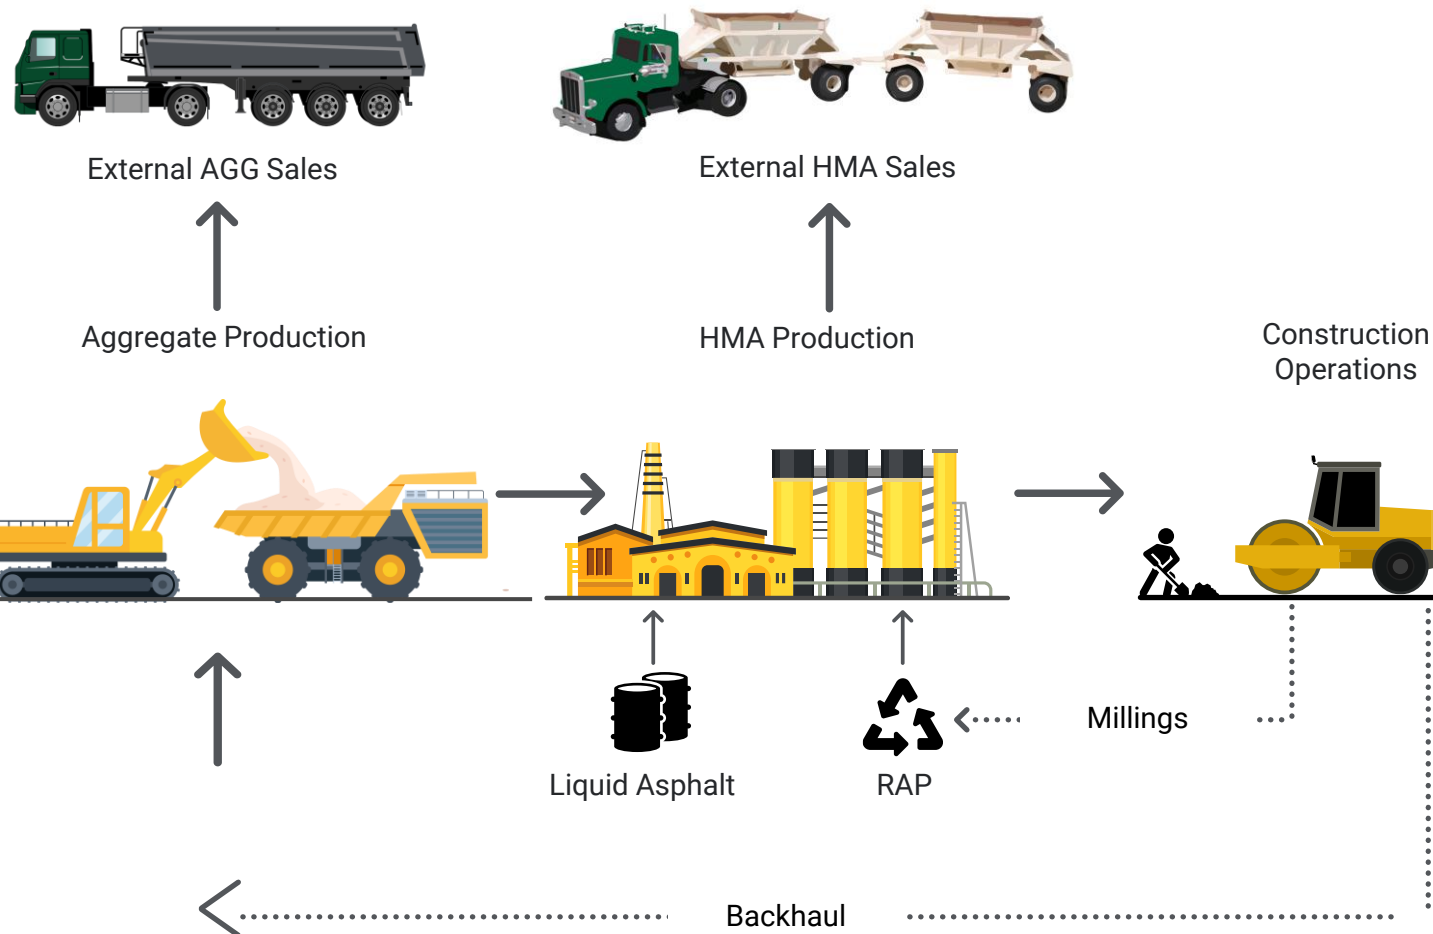 External AGG Sales
External HMA Sales
Aggregate Production
HMA Production
Construction
Operations
Millings
Liquid Asphalt
RAP
Backhaul